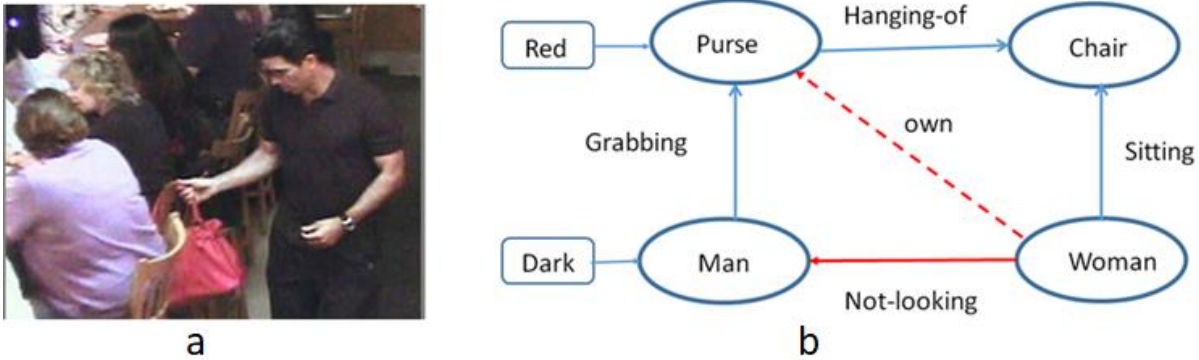 Hanging-of
Red
Purse
Chair
Grabbing
own
Sitting
Dark
Man
Woman
Not-looking
a
b